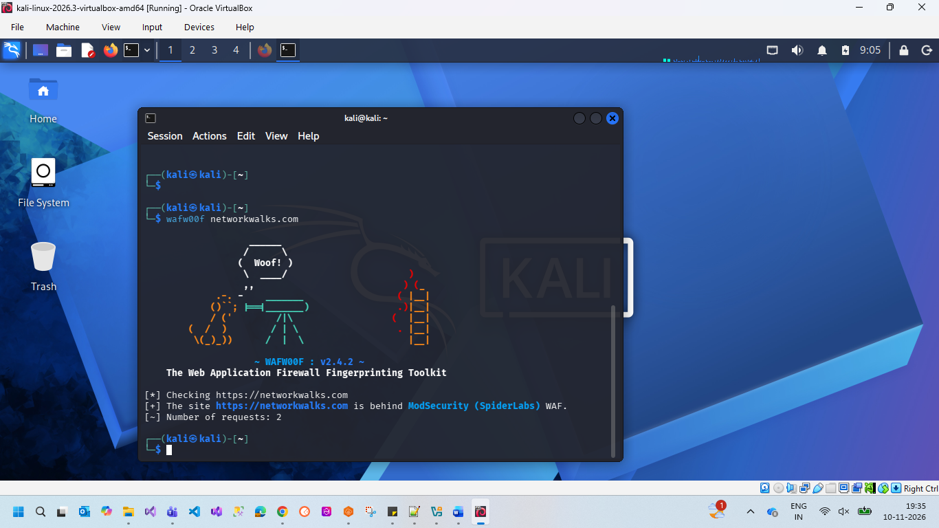 kali-linux-2026.3-virtualbox-amd64 [Running] - Oracle VirtualBox
File Machine View Input Devices Help
1 2 3 4
9:05
Home
File System
Trash
kali@kali: ~
Session Actions Edit View Help
┌──(kali㉿kali)-[~]
└─$
┌──(kali㉿kali)-[~]
└─$ wafw00f networkwalks.com
Woof!
~ WAFW00F : v2.4.2 ~
The Web Application Firewall Fingerprinting Toolkit
[*] Checking https://networkwalks.com
[+] The site https://networkwalks.com is behind ModSecurity (SpiderLabs) WAF.
[~] Number of requests: 2
┌──(kali㉿kali)-[~]
└─$
KALI
Right Ctrl
1
ENG
IN
19:35
10-11-2026